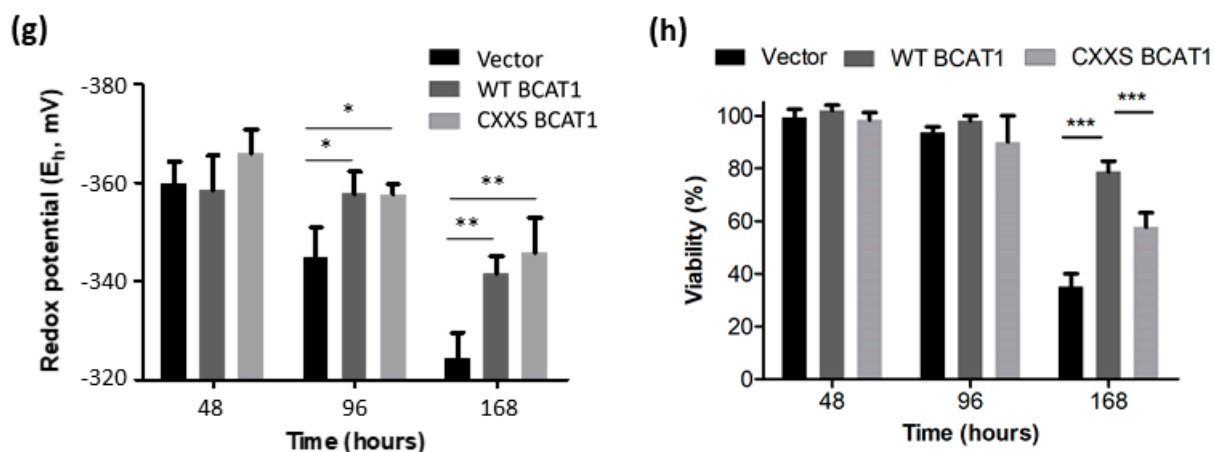 (g)
Vector
WT BCAT1
CXXS BCAT1
Redox potential (Eh, mV)
-380
-360
-340
-320
*
*
**
**
48 96 168
Time (hours)
(h)
Vector WT BCAT1 CXXS BCAT1
Viability (%)
100
80
60
40
20
0
*** ***
48 96 168
Time (hours)